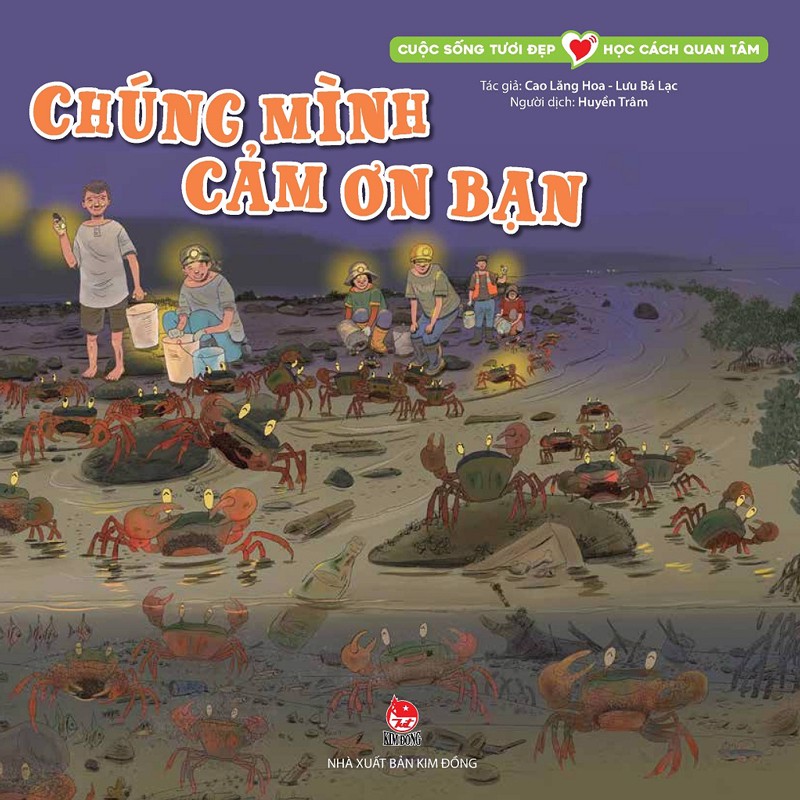 CUỘC SỐNG TƯƠI ĐẸP HỌC CÁCH QUAN TÂM
Tác giả: Cao Lăng Hoa - Lưu Bá Lạc
Người dịch: Huyền Trâm
CHÚNG MÌNH
CẢM ƠN BẠN
KIM ĐỒNG
NHÀ XUẤT BẢN KIM ĐỒNG